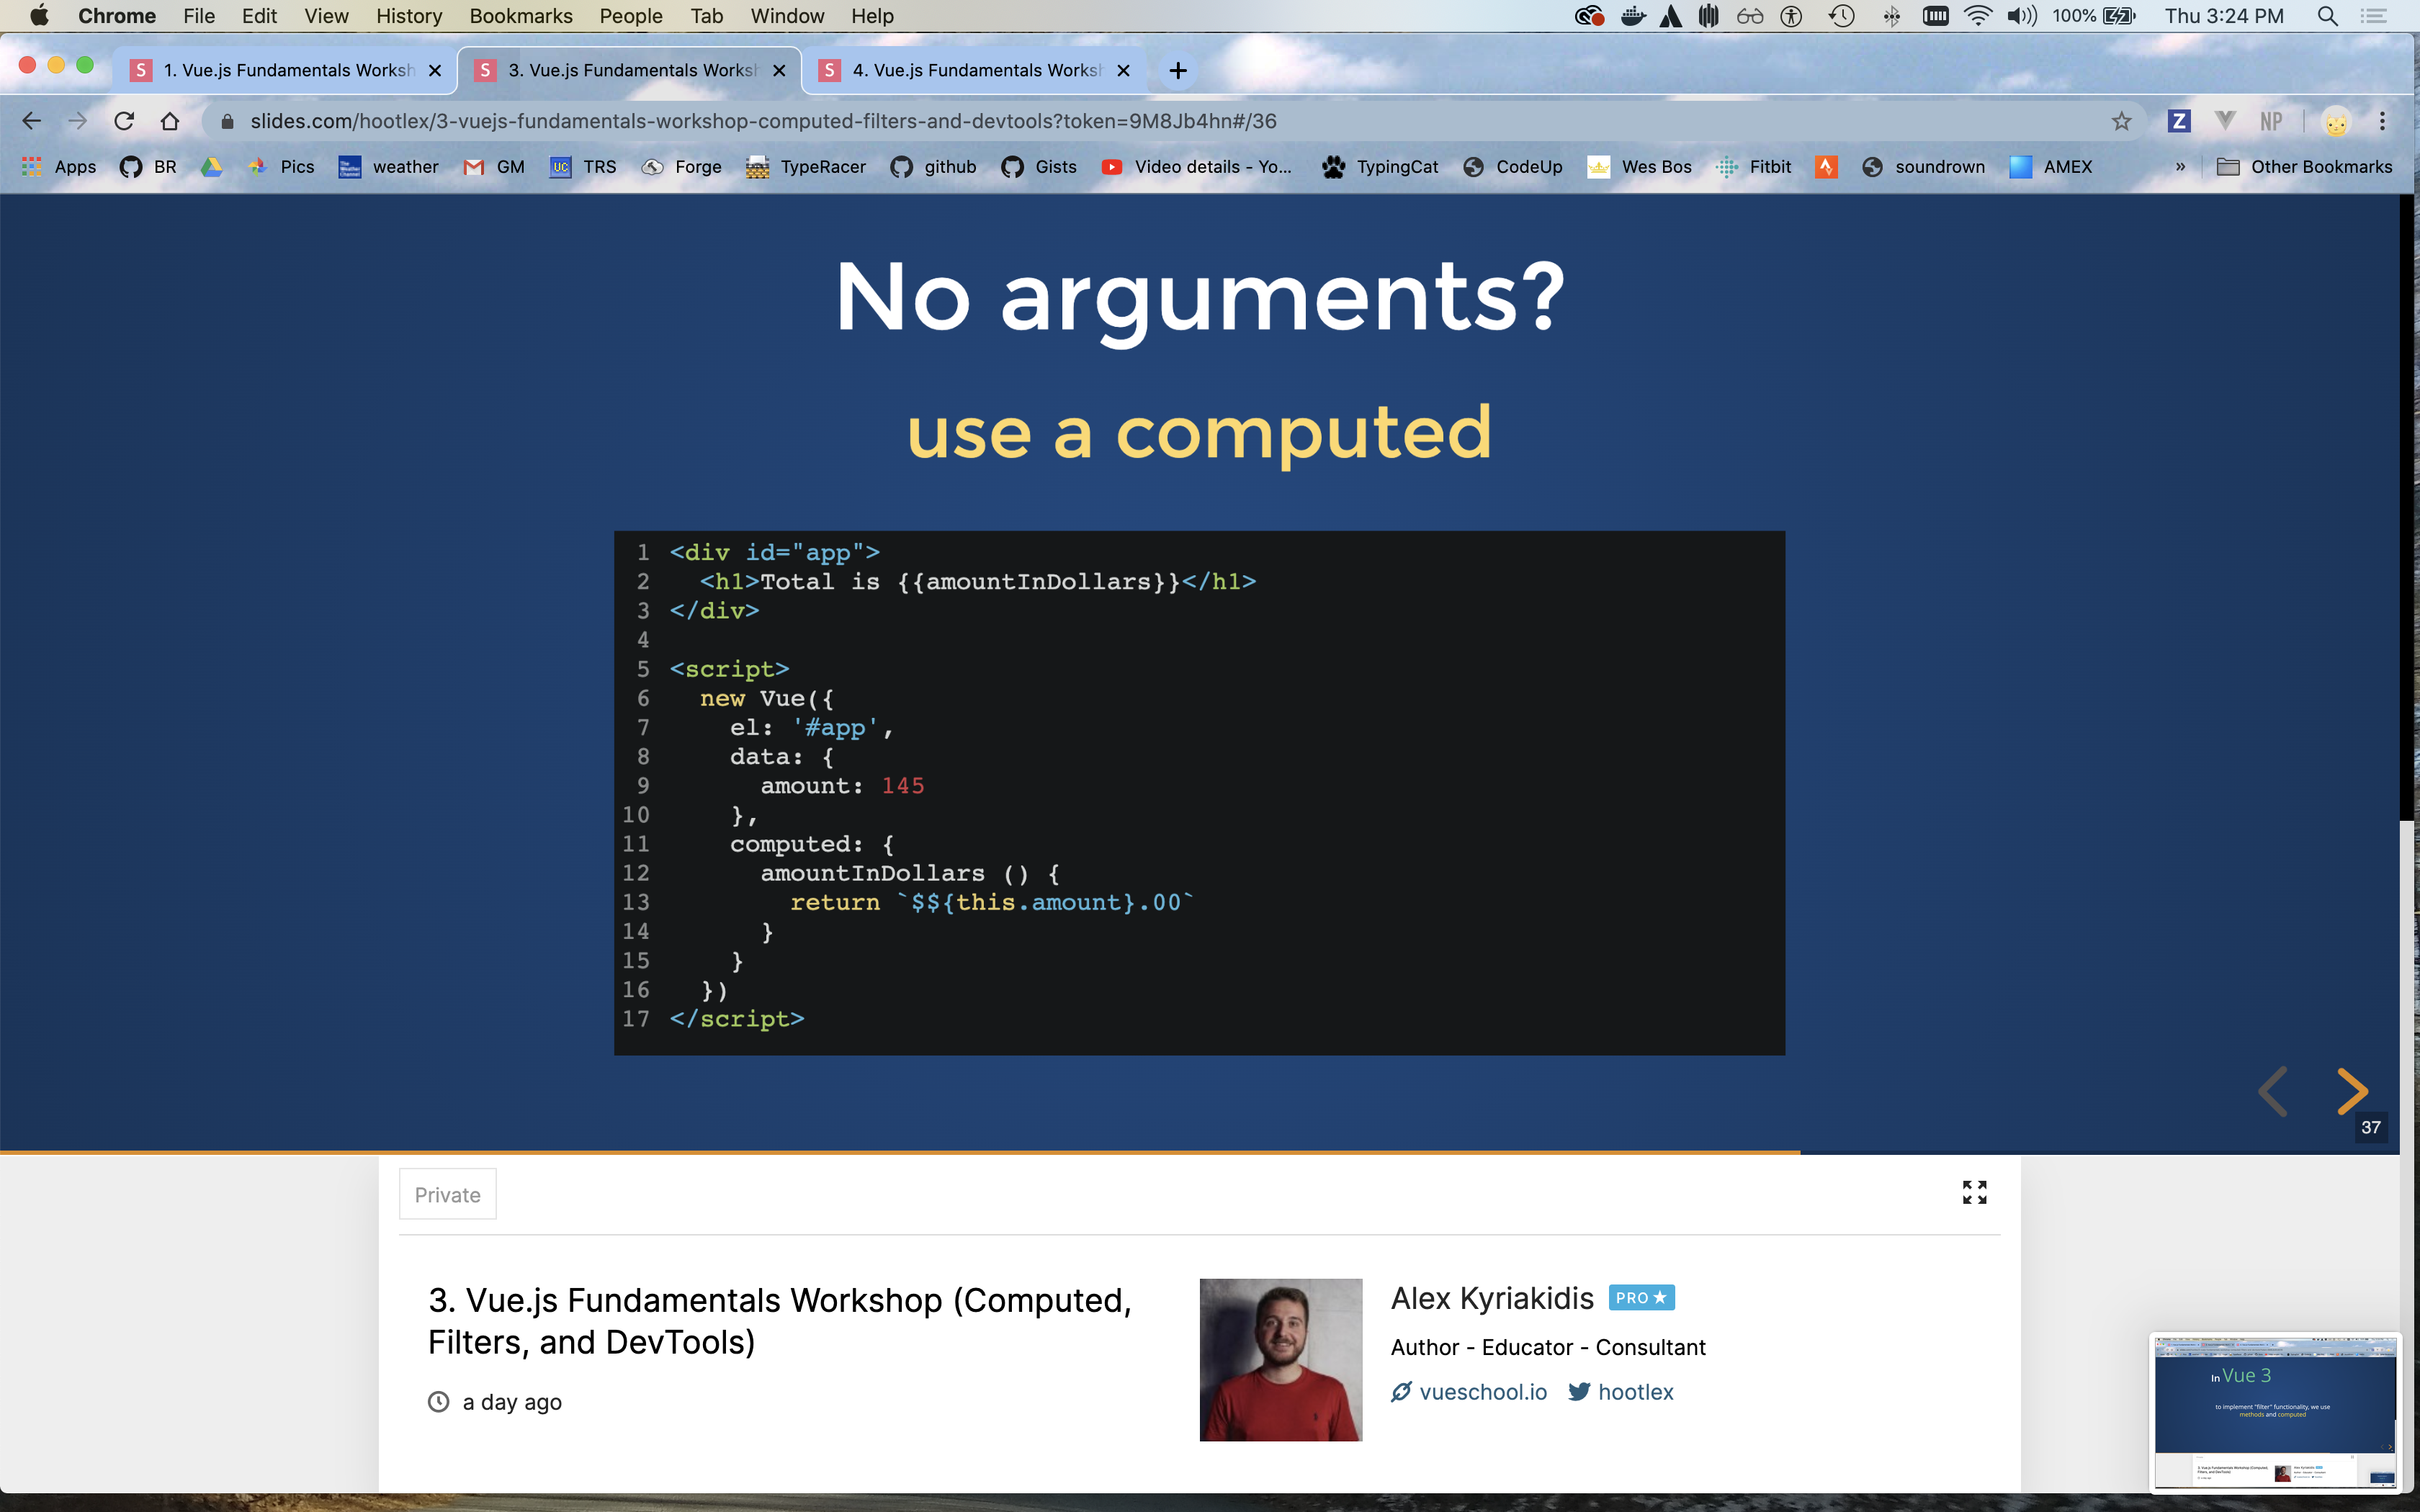 Chrome File Edit View History Bookmarks People Tab Window Help 100% Thu 3:24 PM
S 1. Vue.js Fundamentals Worksh S 3. Vue.js Fundamentals Worksh S 4. Vue.js Fundamentals Worksh
slides.com/hootlex/3-vuejs-fundamentals-workshop-computed-filters-and-devtools?token=9M8Jb4hn#/36 Z NP
Apps BR Pics weather GM UC TRS Forge TypeRacer github Gists Video details - Yo... TypingCat CodeUp Wes Bos Fitbit soundrown AMEX » Other Bookmarks
No arguments?
use a computed
1 <div id="app">
2   <h1>Total is {{amountInDollars}}</h1>
3 </div>
4
5 <script>
6   new Vue({
7     el: '#app',
8     data: {
9       amount: 145
10     },
11     computed: {
12       amountInDollars () {
13         return `$${this.amount}.00`
14       }
15     }
16   })
17 </script>
37
Private
3. Vue.js Fundamentals Workshop (Computed,
Filters, and DevTools)
a day ago
Alex Kyriakidis PRO
Author - Educator - Consultant
vueschool.io hootlex
In Vue 3
to implement "filter" functionality, we use
methods and computed